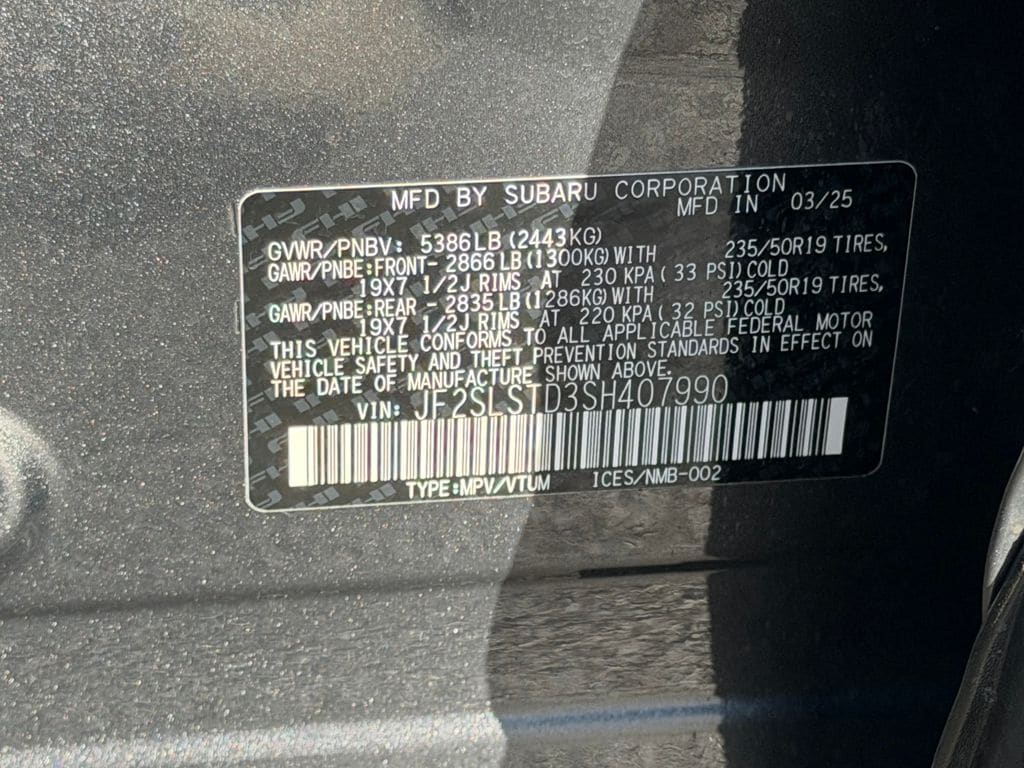 MFD BY SUBARU CORPORATION
MFD IN 03/25
GVWR/PNBV: 5386LB(2443KG)
GAWR/PNBE:FRONT- 2866LB(1300KG)WITH 235/50R19 TIRES,
19X7 1/2J RIMS AT 230 KPA(33 PSI)COLD
GAWR/PNBE:REAR - 2835LB(1286KG)WITH 235/50R19 TIRES,
19X7 1/2J RIMS AT 220 KPA(32 PSI)COLD
THIS VEHICLE CONFORMS TO ALL APPLICABLE FEDERAL MOTOR
VEHICLE SAFETY AND THEFT PREVENTION STANDARDS IN EFFECT ON
THE DATE OF MANUFACTURE SHOWN ABOVE.
VIN: JF2SLSTD3SH407990
TYPE:MPV/VTUM ICES/NMB-002